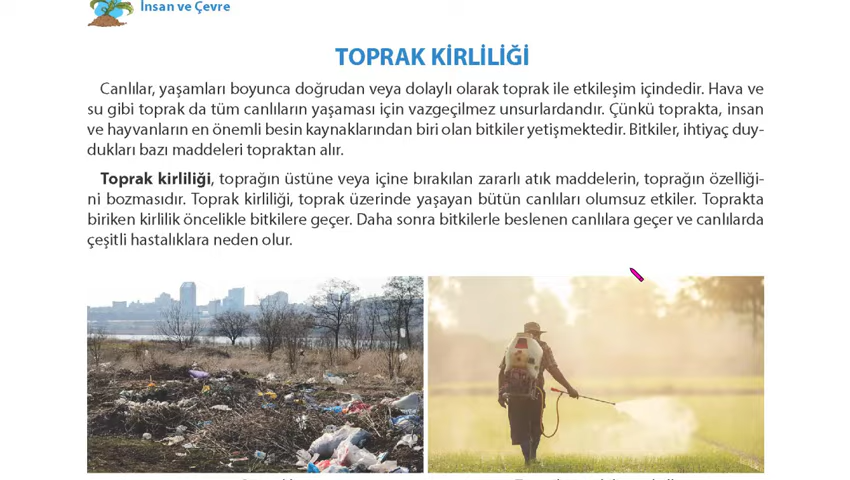 İnsan ve Çevre
TOPRAK KİRLİLİĞİ
Canlılar, yaşamları boyunca doğrudan veya dolaylı olarak toprak ile etkileşim içindedir. Hava ve
su gibi toprak da tüm canlıların yaşaması için vazgeçilmez unsurlardandır. Çünkü toprakta, insan
ve hayvanların en önemli besin kaynaklarından biri olan bitkiler yetişmektedir. Bitkiler, ihtiyaç duy-
dukları bazı maddeleri topraktan alır.
Toprak kirliliği, toprağın üstüne veya içine bırakılan zararlı atık maddelerin, toprağın özelliği-
ni bozmasıdır. Toprak kirliliği, toprak üzerinde yaşayan bütün canlıları olumsuz etkiler. Toprakta
biriken kirlilik öncelikle bitkilere geçer. Daha sonra bitkilerle beslenen canlılara geçer ve canlılarda
çeşitli hastalıklara neden olur.